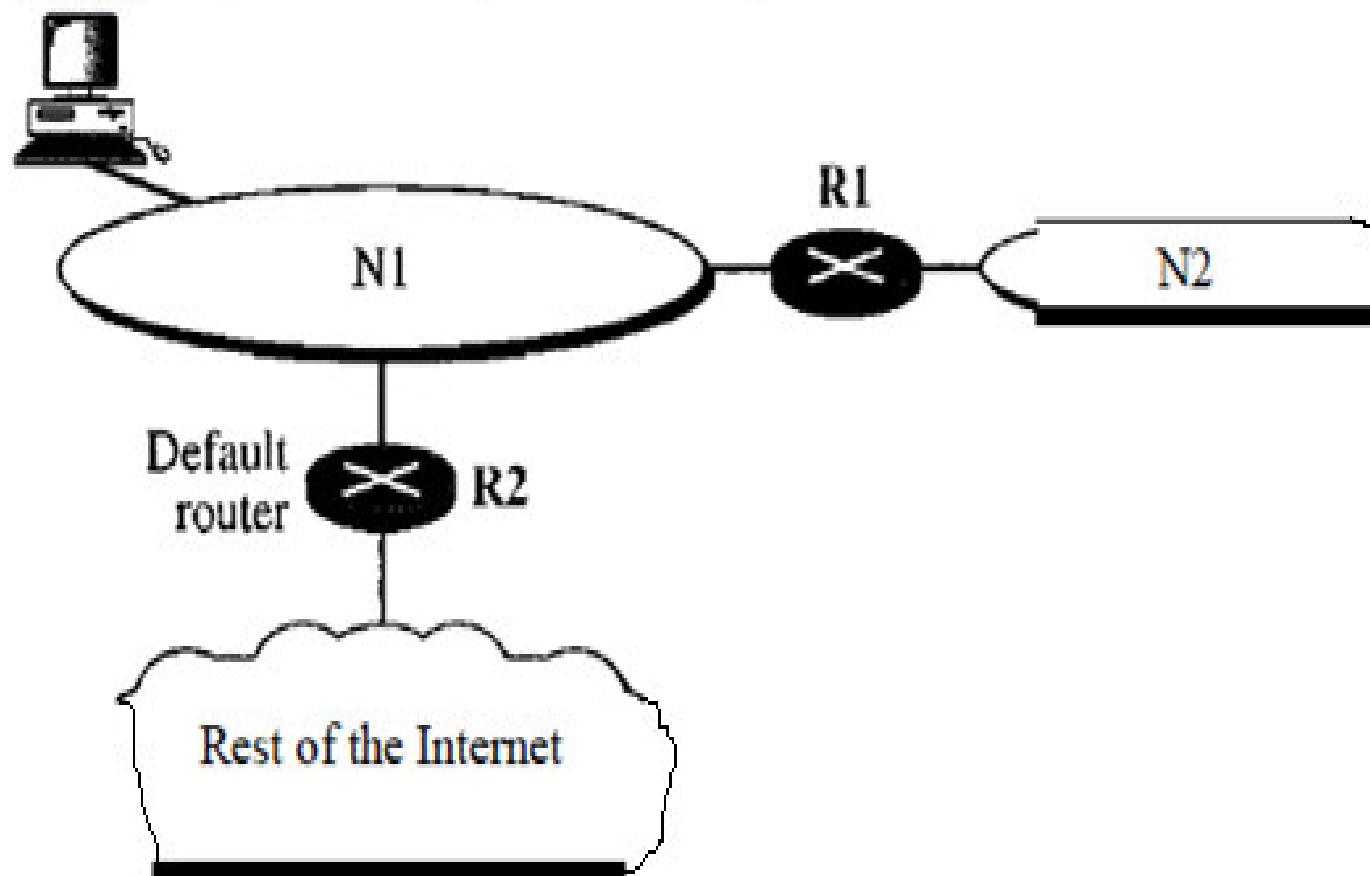 R1
N1
N2
Default
router
R2
Rest of the Internet